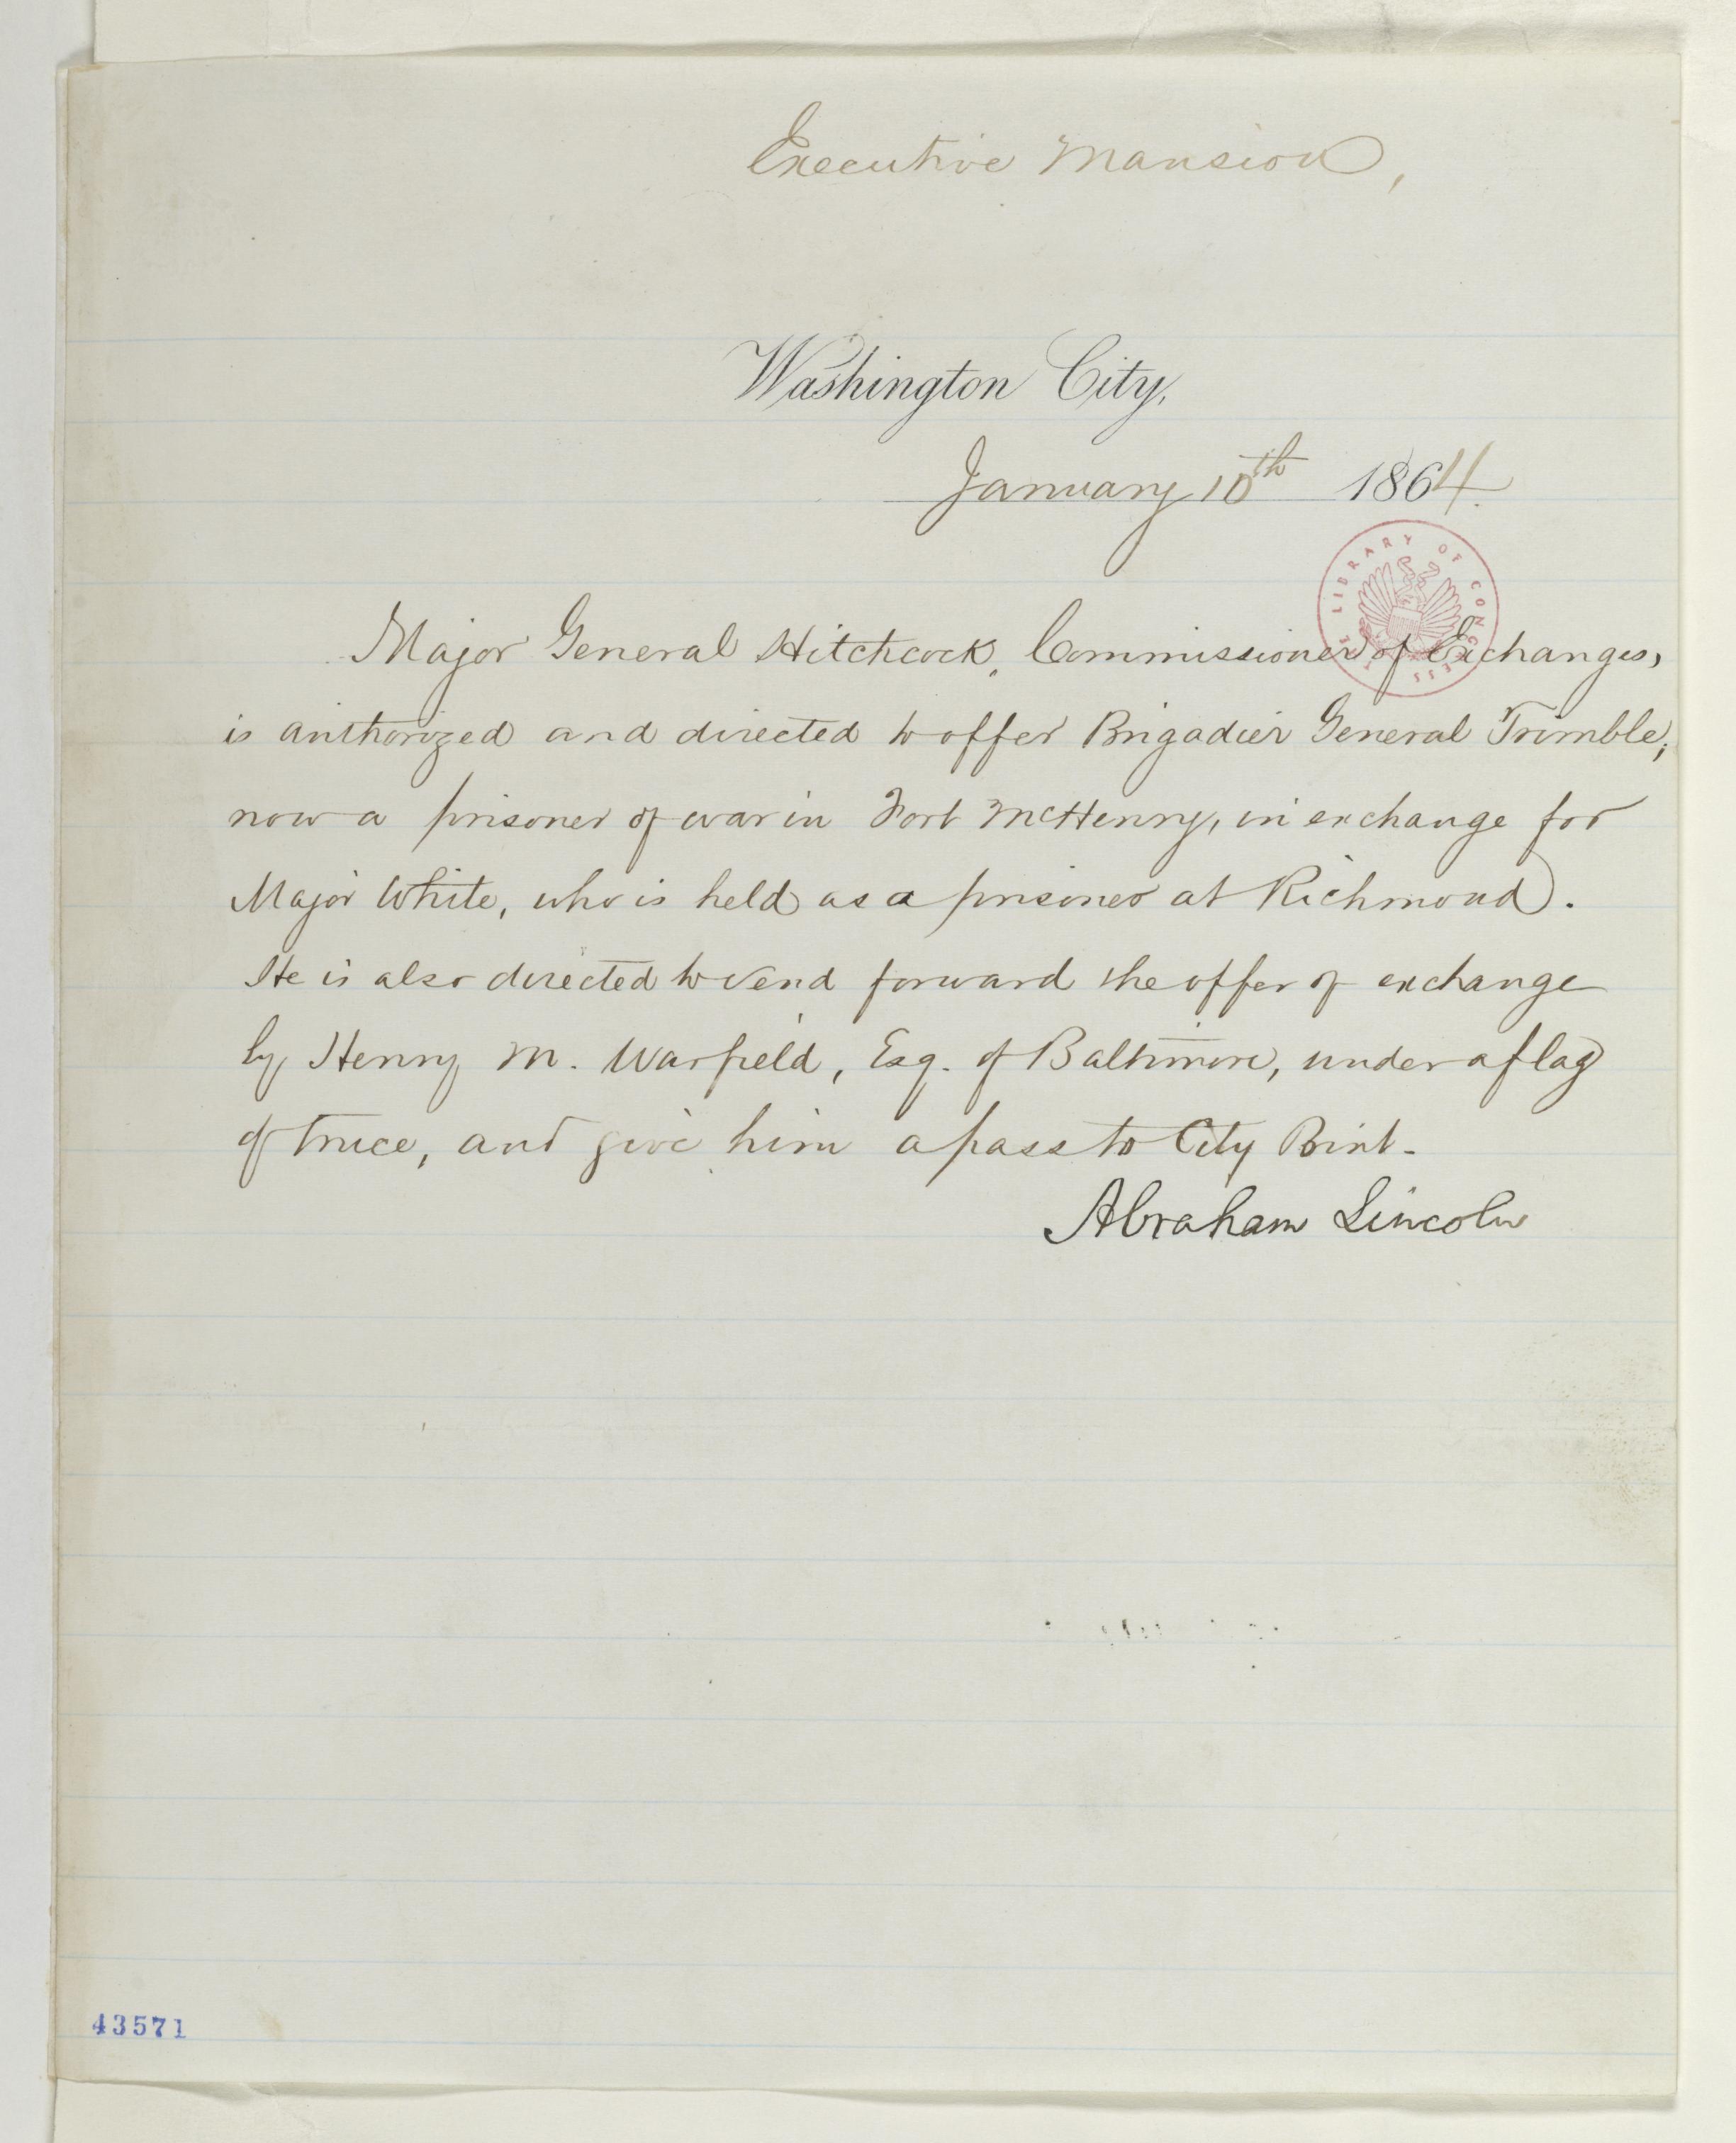 Executive Mansion,
Washington City,
January 10th 1864.
LIBRARY OF CONGRESS
Major General Hitchcock, Commissioner of Exchanges,
is authorized and directed to offer Brigadier General Trimble,
now a prisoner of war in Fort McHenry, in exchange for
Major White, who is held as a prisoner at Richmond.
He is also directed to send forward the offer of exchange
by Henry M. Warfield, Esq. of Baltimore, under a flag
of truce, and give him a pass to City Point.
Abraham Lincoln
43571